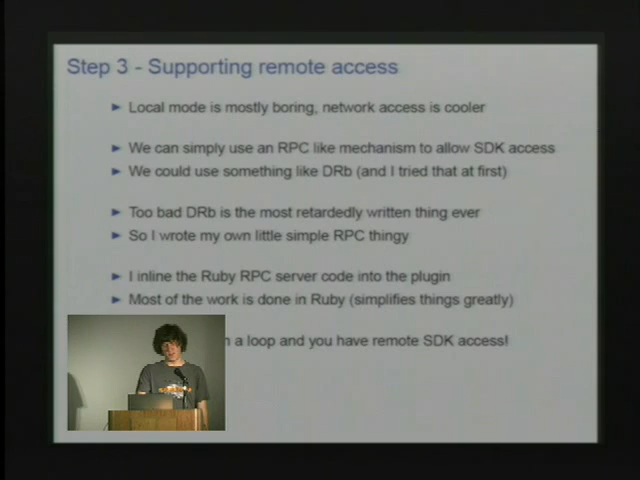 Step 3 - Supporting remote access
Local mode is mostly boring, network access is cooler
We can simply use an RPC like mechanism to allow SDK access
We could use something like DRb (and I tried that at first)
Too bad DRb is the most retardedly written thing ever
So I wrote my own little simple RPC thingy
I inline the Ruby RPC server code into the plugin
Most of the work is done in Ruby (simplifies things greatly)
a loop and you have remote SDK access!